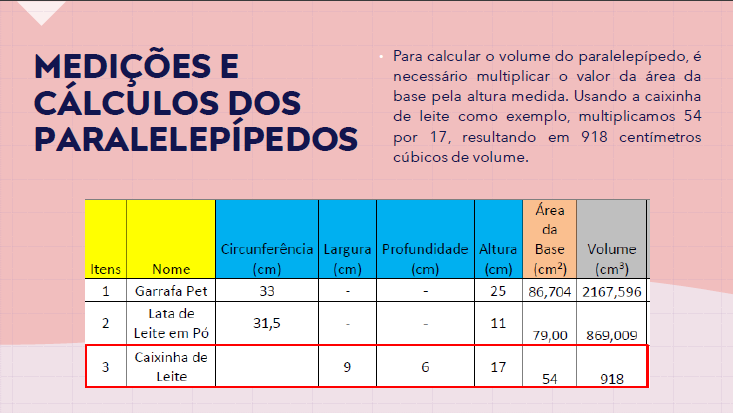 MEDIÇÕES E
CÁLCULOS DOS
PARALELEPÍPEDOS
• Para calcular o volume do paralelepípedo, é
necessário multiplicar o valor da área da
base pela altura medida. Usando a caixinha
de leite como exemplo, multiplicamos 54
por 17, resultando em 918 centímetros
cúbicos de volume.
Itens Nome Circunferência (cm) Largura (cm) Profundidade (cm) Altura (cm) Área da Base (cm²) Volume (cm³)
1 Garrafa Pet 33 - - 25 86,704 2167,596
2 Lata de Leite em Pó 31,5 - - 11 79,00 869,009
3 Caixinha de Leite 9 6 17 54 918